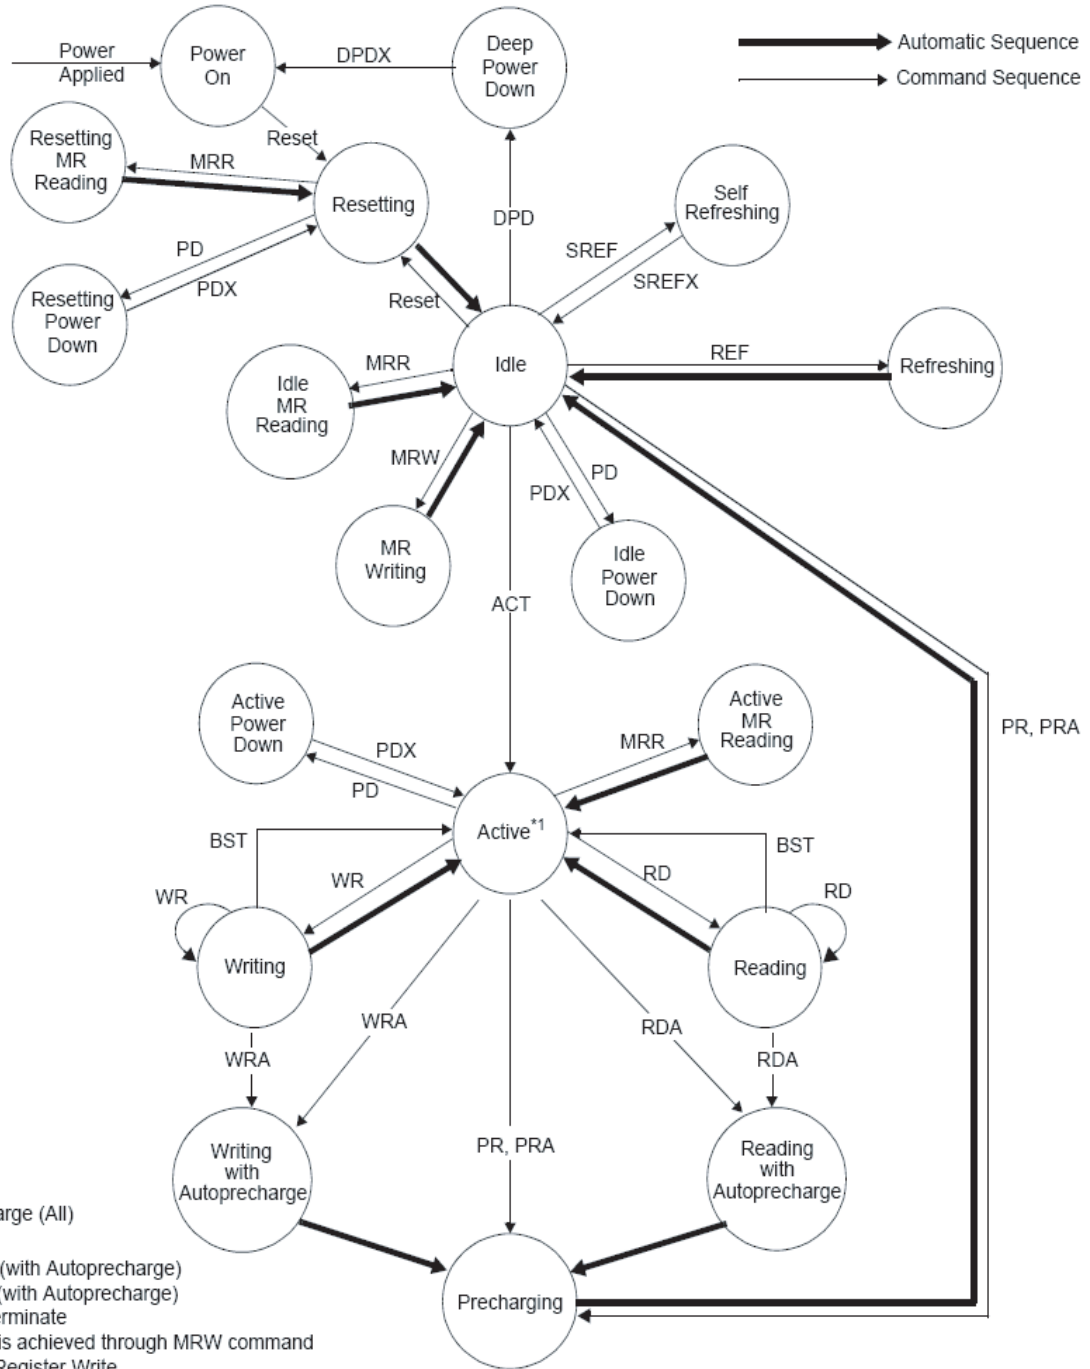 Power
Applied
Power
On
DPDX
Deep
Power
Down
Automatic Sequence
Command Sequence
Reset
Resetting
MR
Reading
MRR
Resetting
PD
PDX
Resetting
Power
Down
DPD
Self
Refreshing
SREF
SREFX
Reset
Idle
REF
Refreshing
MRR
Idle
MR
Reading
MRW
PD
PDX
MR
Writing
Idle
Power
Down
ACT
Active
Power
Down
PDX
PD
MRR
Active
MR
Reading
PR, PRA
Active*1
BST
BST
WR
RD
WR
RD
Writing
Reading
WRA
RDA
WRA
RDA
PR, PRA
Writing
with
Autoprecharge
Reading
with
Autoprecharge
Precharging
(All)
(with Autoprecharge)
(with Autoprecharge)
is achieved through MRW command
Register Write